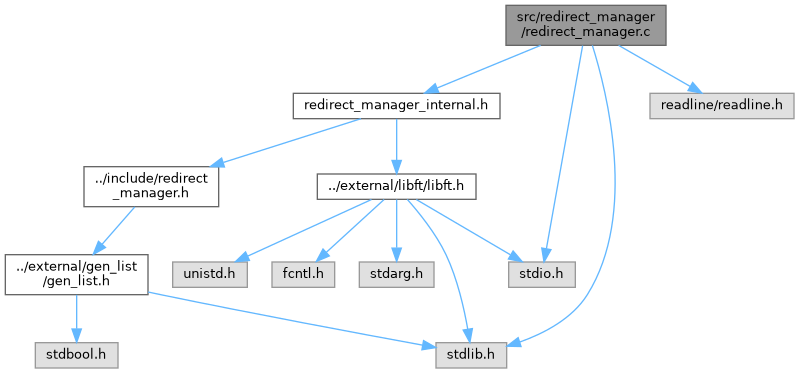 src/redirect_manager
/redirect_manager.c
redirect_manager_internal.h
readline/readline.h
../include/redirect
_manager.h
../external/libft/libft.h
../external/gen_list
/gen_list.h
unistd.h
fcntl.h
stdarg.h
stdio.h
stdbool.h
stdlib.h